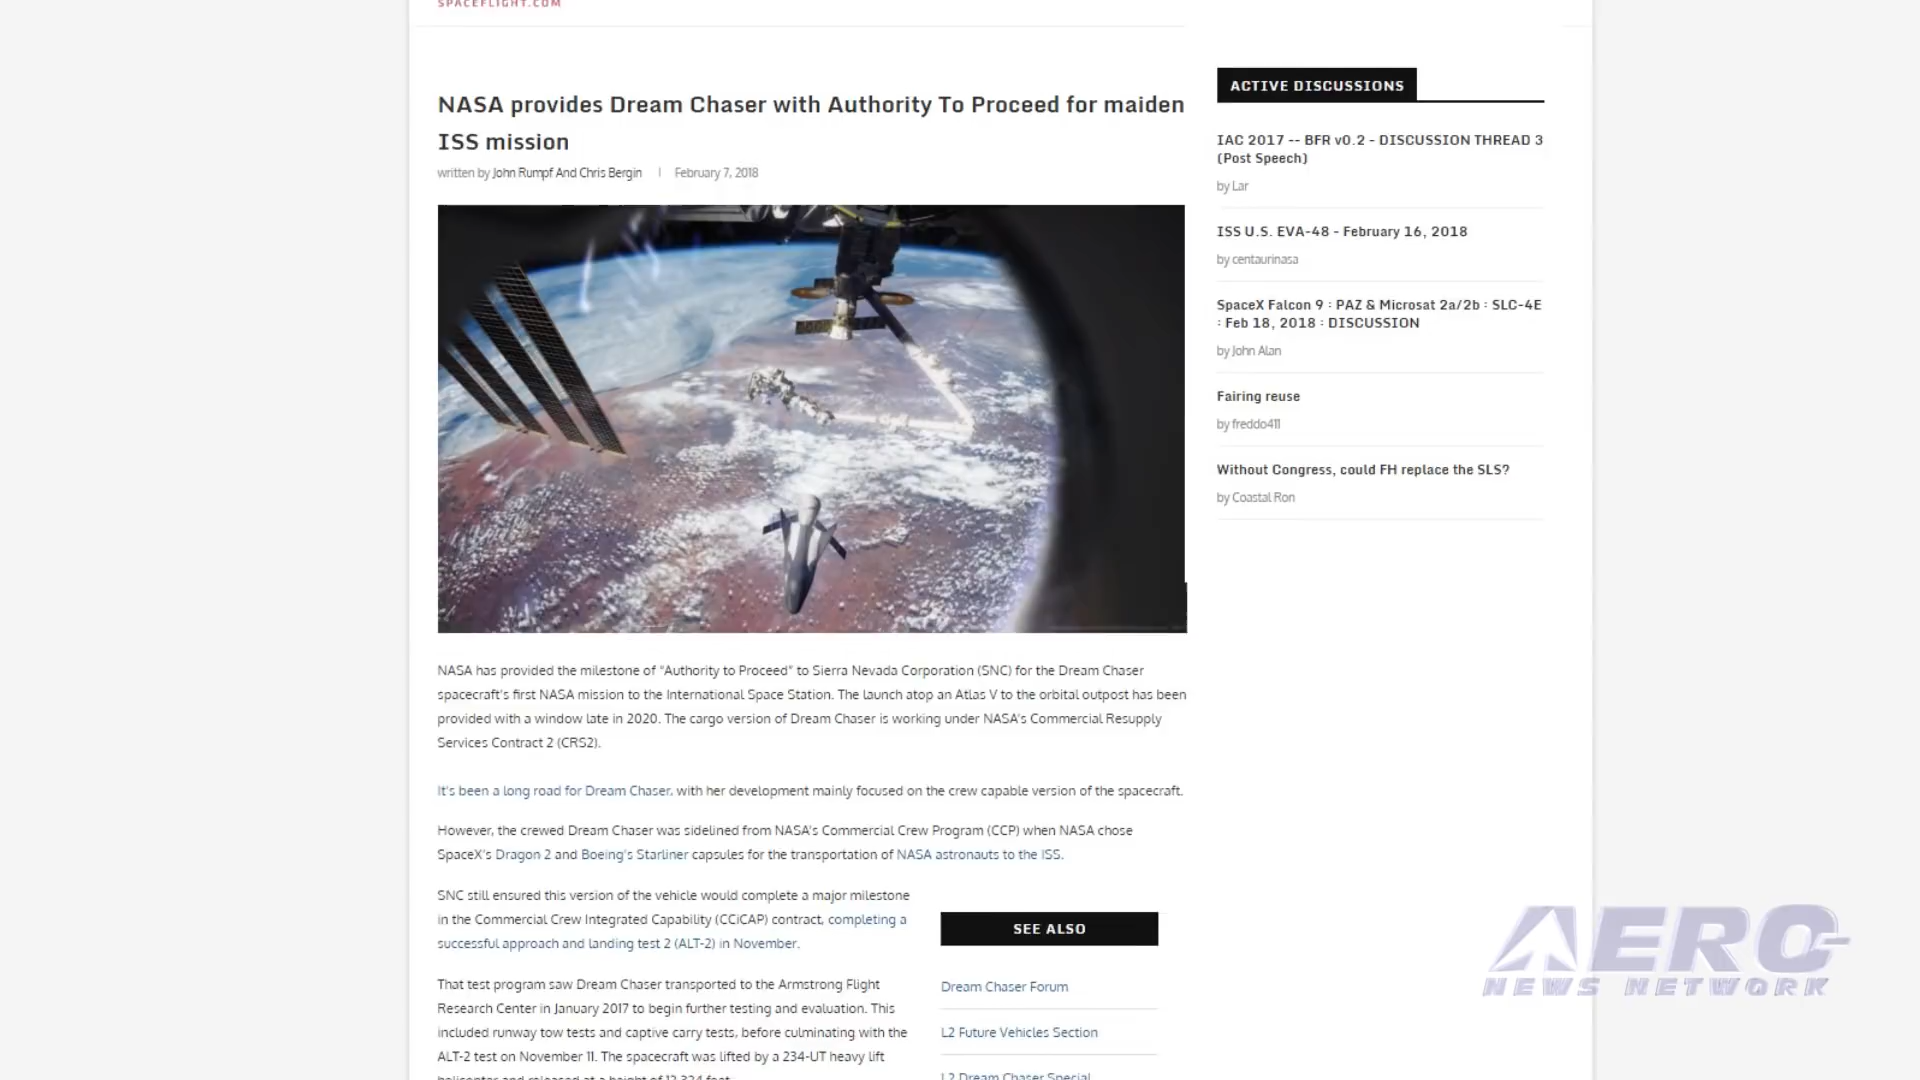 SPACEFLIGHT.COM
NASA provides Dream Chaser with Authority To Proceed for maiden
ISS mission
written by John Rumpf And Chris Bergin | February 7, 2018
NASA has provided the milestone of “Authority to Proceed” to Sierra Nevada Corporation (SNC) for the Dream Chaser
spacecraft’s first NASA mission to the International Space Station. The launch atop an Atlas V to the orbital outpost has been
provided with a window late in 2020. The cargo version of Dream Chaser is working under NASA’s Commercial Resupply
Services Contract 2 (CRS2).
It’s been a long road for Dream Chaser, with her development mainly focused on the crew capable version of the spacecraft.
However, the crewed Dream Chaser was sidelined from NASA’s Commercial Crew Program (CCP) when NASA chose
SpaceX’s Dragon 2 and Boeing’s Starliner capsules for the transportation of NASA astronauts to the ISS.
SNC still ensured this version of the vehicle would complete a major milestone
in the Commercial Crew Integrated Capability (CCiCAP) contract, completing a
successful approach and landing test 2 (ALT-2) in November.
That test program saw Dream Chaser transported to the Armstrong Flight
Research Center in January 2017 to begin further testing and evaluation. This
included runway tow tests and captive carry tests, before culminating with the
ALT-2 test on November 11. The spacecraft was lifted by a 234-UT heavy lift
helicopter and released at a height of 12,324 feet.
SEE ALSO
Dream Chaser Forum
L2 Future Vehicles Section
L2 Dream Chaser Special
ACTIVE DISCUSSIONS
IAC 2017 -- BFR v0.2 - DISCUSSION THREAD 3
(Post Speech)
by Lar
ISS U.S. EVA-48 - February 16, 2018
by centaurinasa
SpaceX Falcon 9 : PAZ & Microsat 2a/2b : SLC-4E
: Feb 18, 2018 : DISCUSSION
by John Alan
Fairing reuse
by freddo411
Without Congress, could FH replace the SLS?
by Coastal Ron
AERO-
NEWS NETWORK